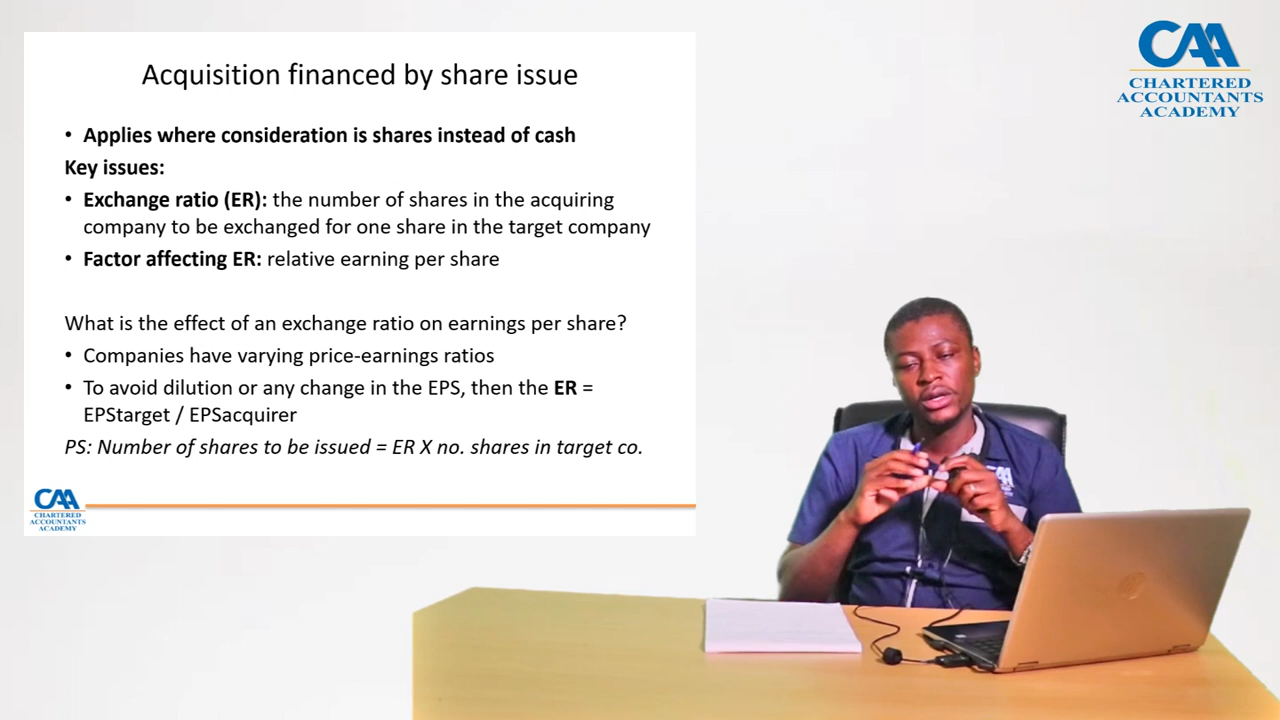 Acquisition financed by share issue
• Applies where consideration is shares instead of cash
Key issues:
• Exchange ratio (ER): the number of shares in the acquiring
company to be exchanged for one share in the target company
• Factor affecting ER: relative earning per share
What is the effect of an exchange ratio on earnings per share?
• Companies have varying price-earnings ratios
• To avoid dilution or any change in the EPS, then the ER =
EPStarget / EPSacquirer
PS: Number of shares to be issued = ER X no. shares in target co.
CAA
CHARTERED
ACCOUNTANTS
ACADEMY
CAA
CHARTERED
ACCOUNTANTS
ACADEMY
CAA